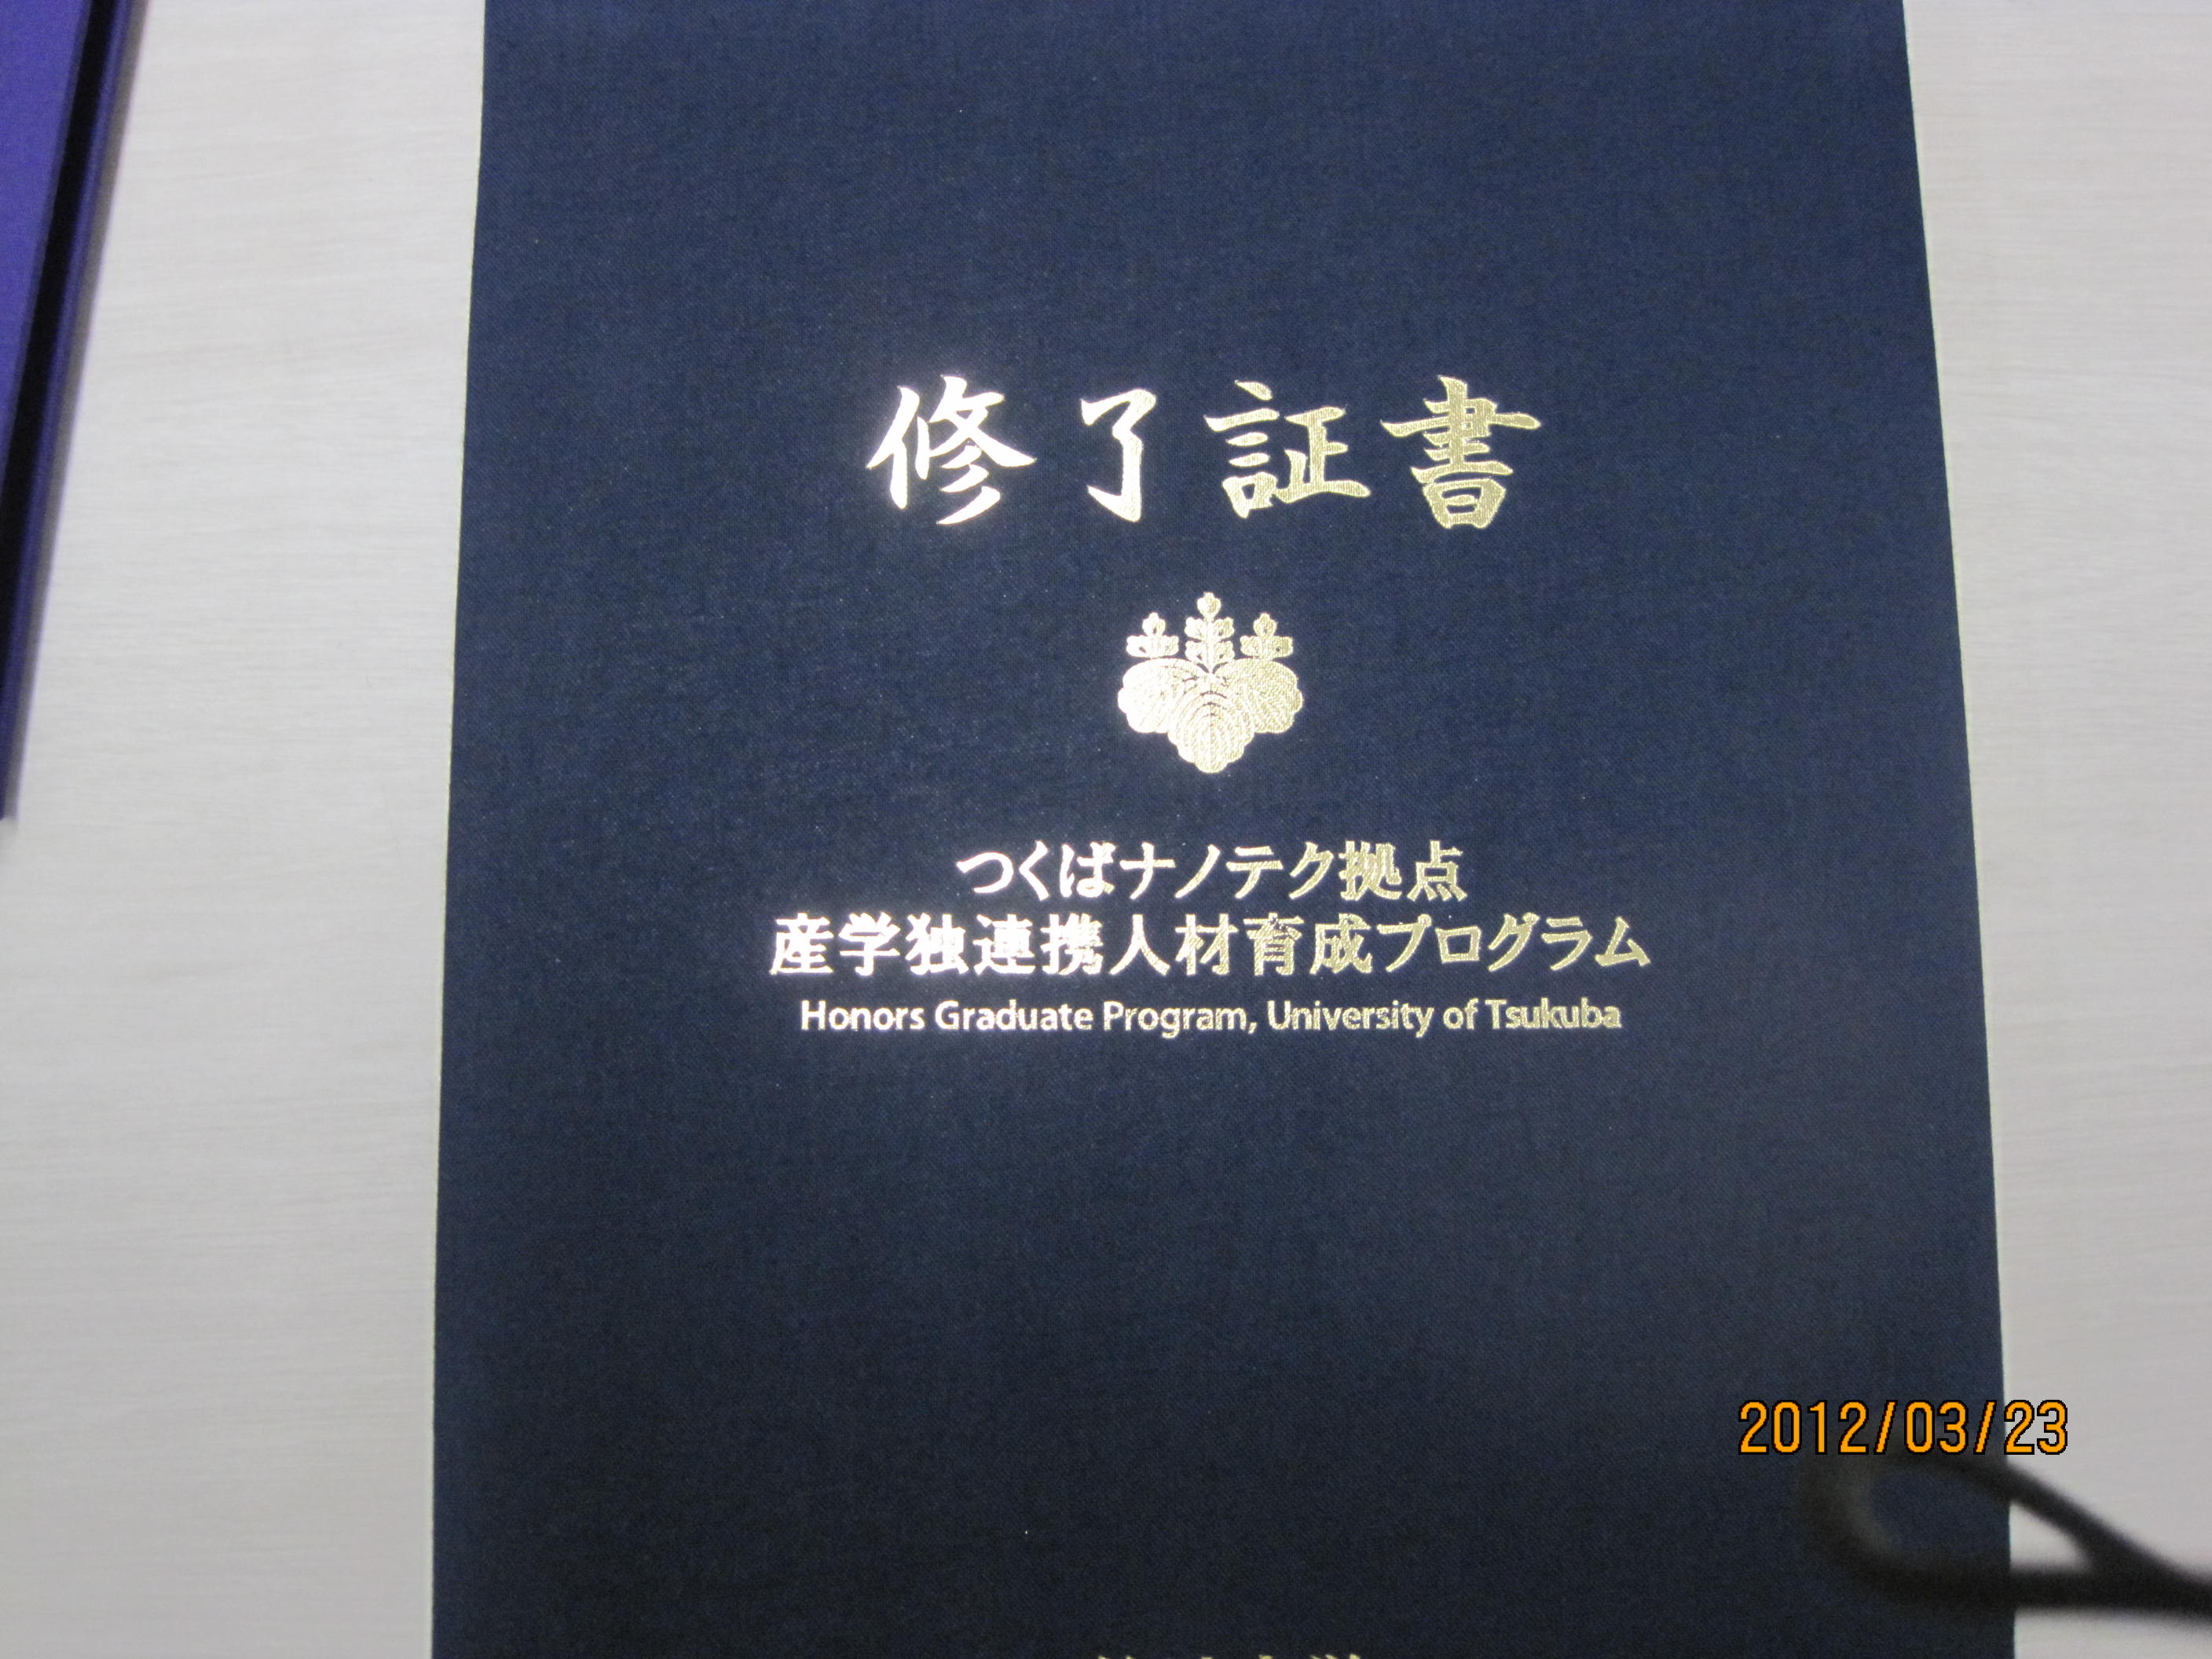 修了証書
つくばナノテク拠点
産学独連携人材育成プログラム
Honors Graduate Program, University of Tsukuba
2012/03/23